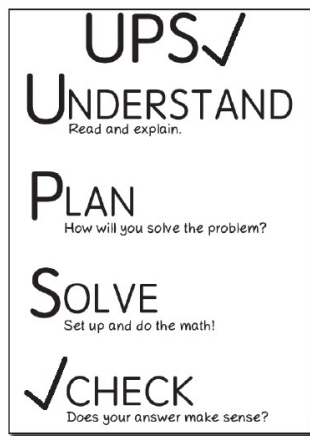 UPS✓
UNDERSTAND
Read and explain.
PLAN
How will you solve the problem?
SOLVE
Set up and do the math!
✓CHECK
Does your answer make sense?